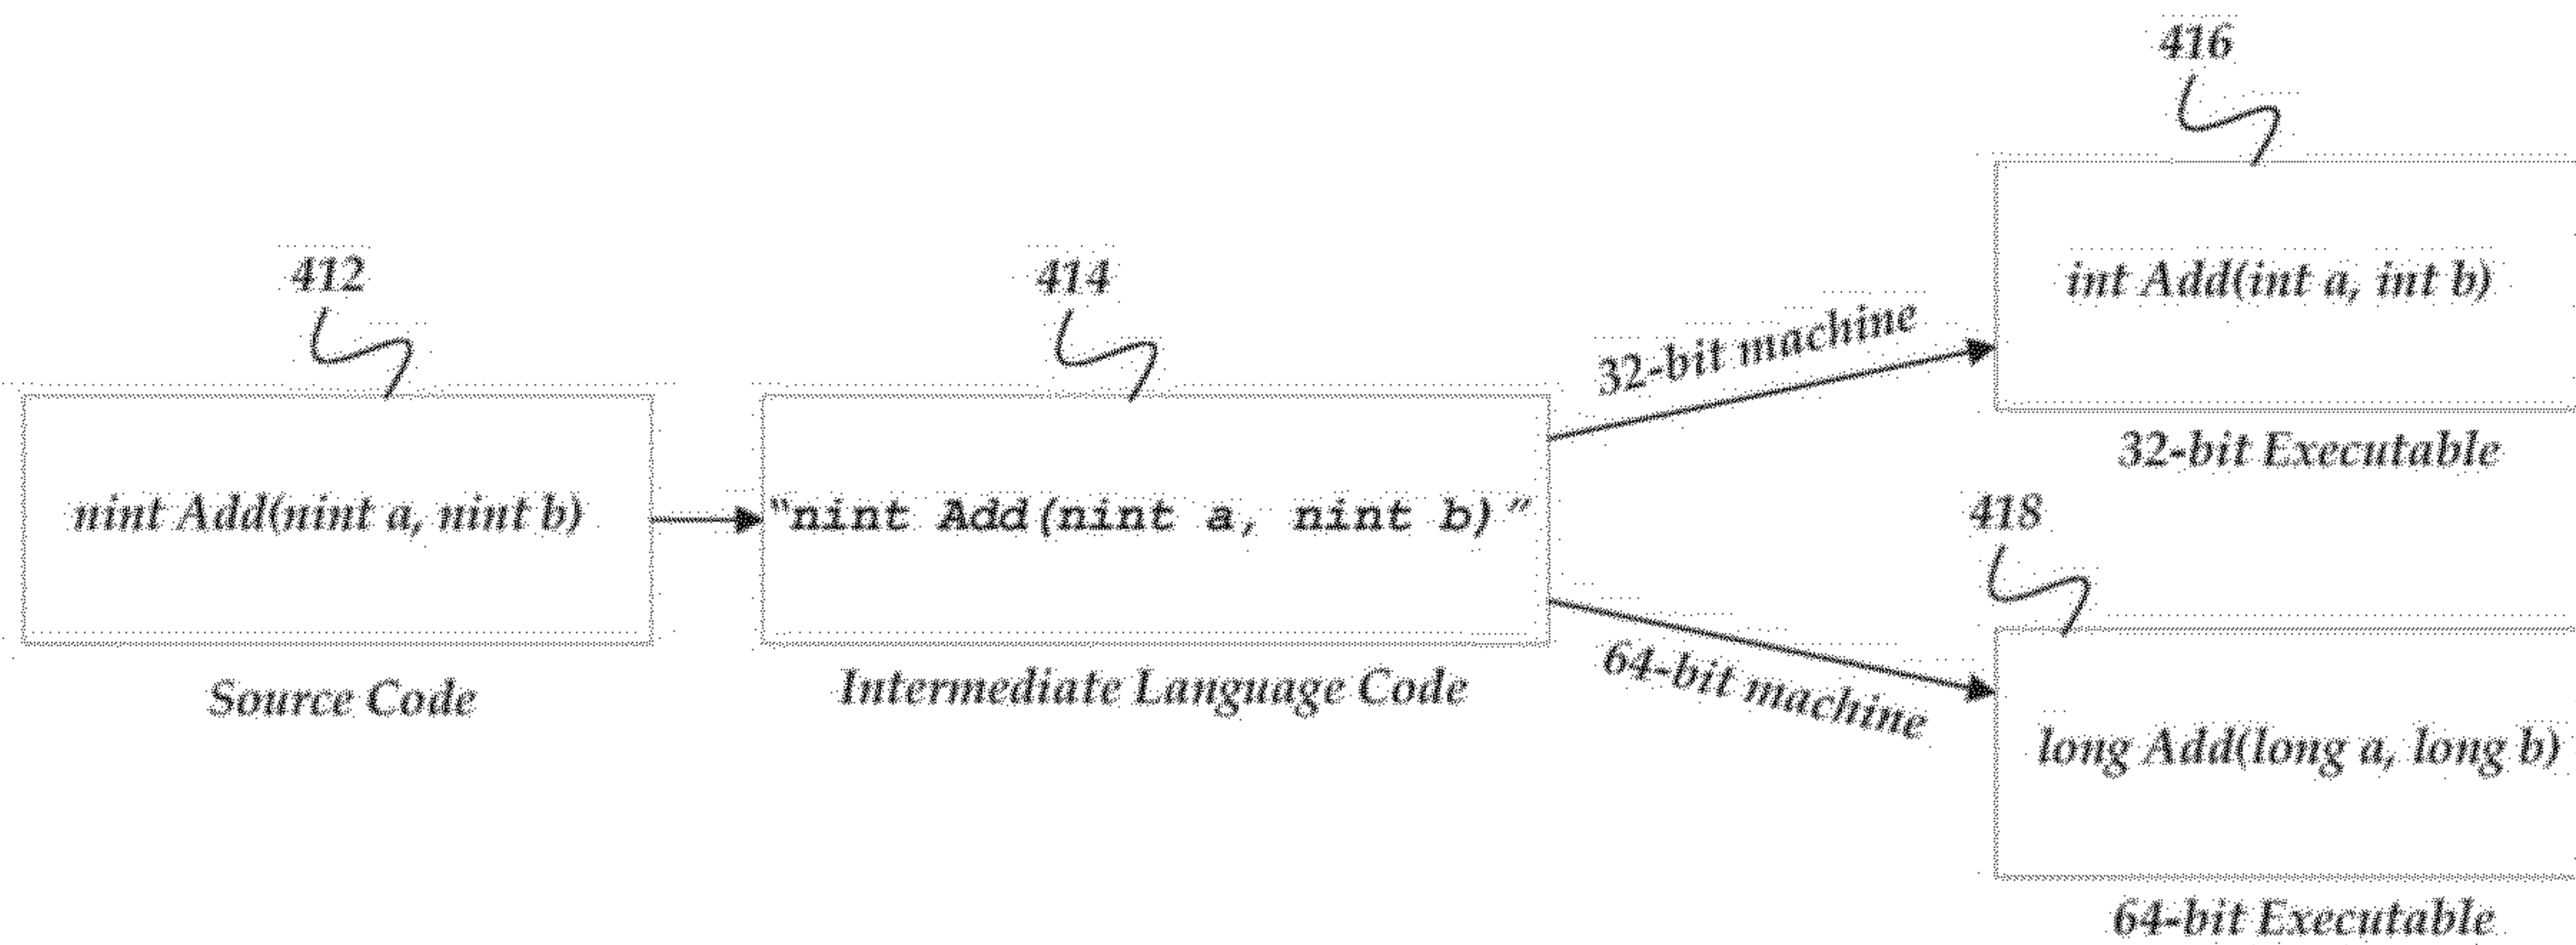 416
412
414
int Add(int a, int b)
32-bit machine
32-bit Executable
nint Add(nint a, nint b)
“nint Add(nint a, nint b)”
418
Source Code
Intermediate Language Code
64-bit machine
long Add(long a, long b)
64-bit Executable